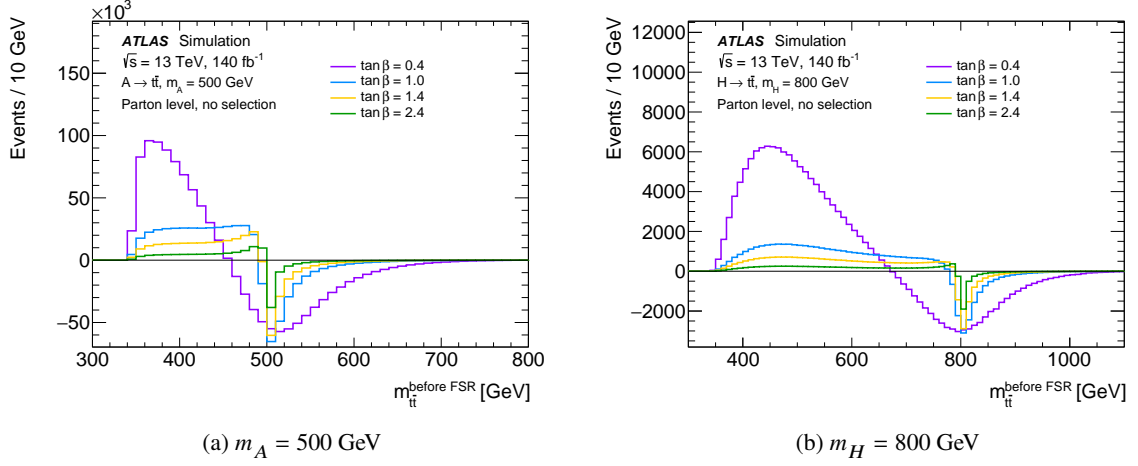 ×10³
Events / 10 GeV
150
100
50
0
−50
300 400 500 600 700 800
m_{tt̄}^{before FSR} [GeV]
ATLAS Simulation
√s = 13 TeV, 140 fb⁻¹
A → tt̄, m_A = 500 GeV
Parton level, no selection
tan β = 0.4
tan β = 1.0
tan β = 1.4
tan β = 2.4
(a) m_A = 500 GeV
Events / 10 GeV
12000
10000
8000
6000
4000
2000
0
−2000
400 600 800 1000
m_{tt̄}^{before FSR} [GeV]
ATLAS Simulation
√s = 13 TeV, 140 fb⁻¹
H → tt̄, m_H = 800 GeV
Parton level, no selection
tan β = 0.4
tan β = 1.0
tan β = 1.4
tan β = 2.4
(b) m_H = 800 GeV